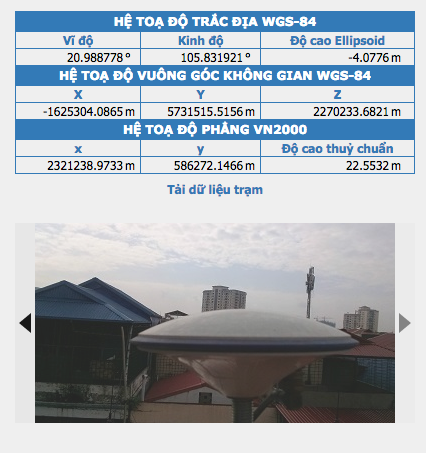 HỆ TOẠ ĐỘ TRẮC ĐỊA WGS-84
Vĩ độ Kinh độ Độ cao Ellipsoid
20.988778 º 105.831921 º -4.0776 m
HỆ TOẠ ĐỘ VUÔNG GÓC KHÔNG GIAN WGS-84
X Y Z
-1625304.0865 m 5731515.5156 m 2270233.6821 m
HỆ TOẠ ĐỘ PHẲNG VN2000
x y Độ cao thuỷ chuẩn
2321238.9733 m 586272.1466 m 22.5532 m
Tải dữ liệu trạm